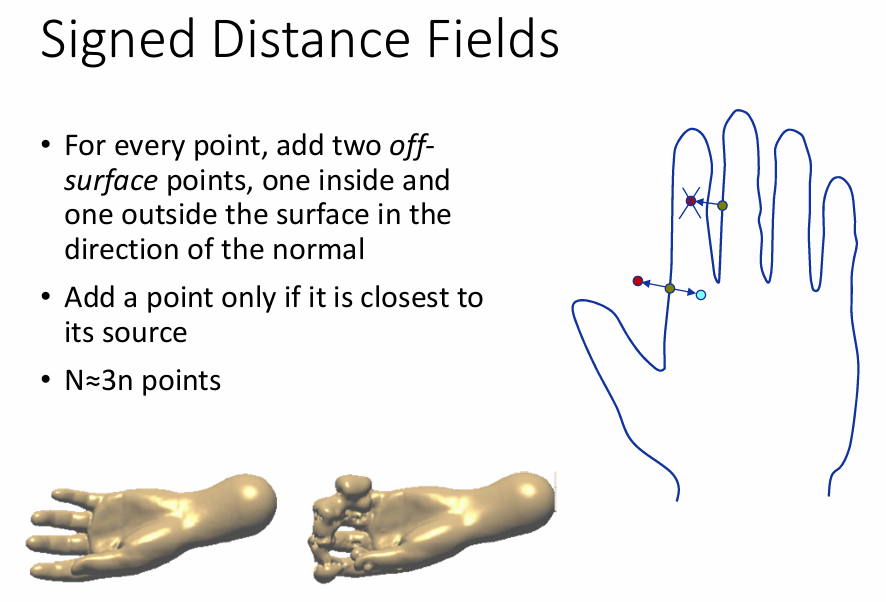 Signed Distance Fields
• For every point, add two off-
surface points, one inside and
one outside the surface in the
direction of the normal
• Add a point only if it is closest to
its source
• N≈3n points